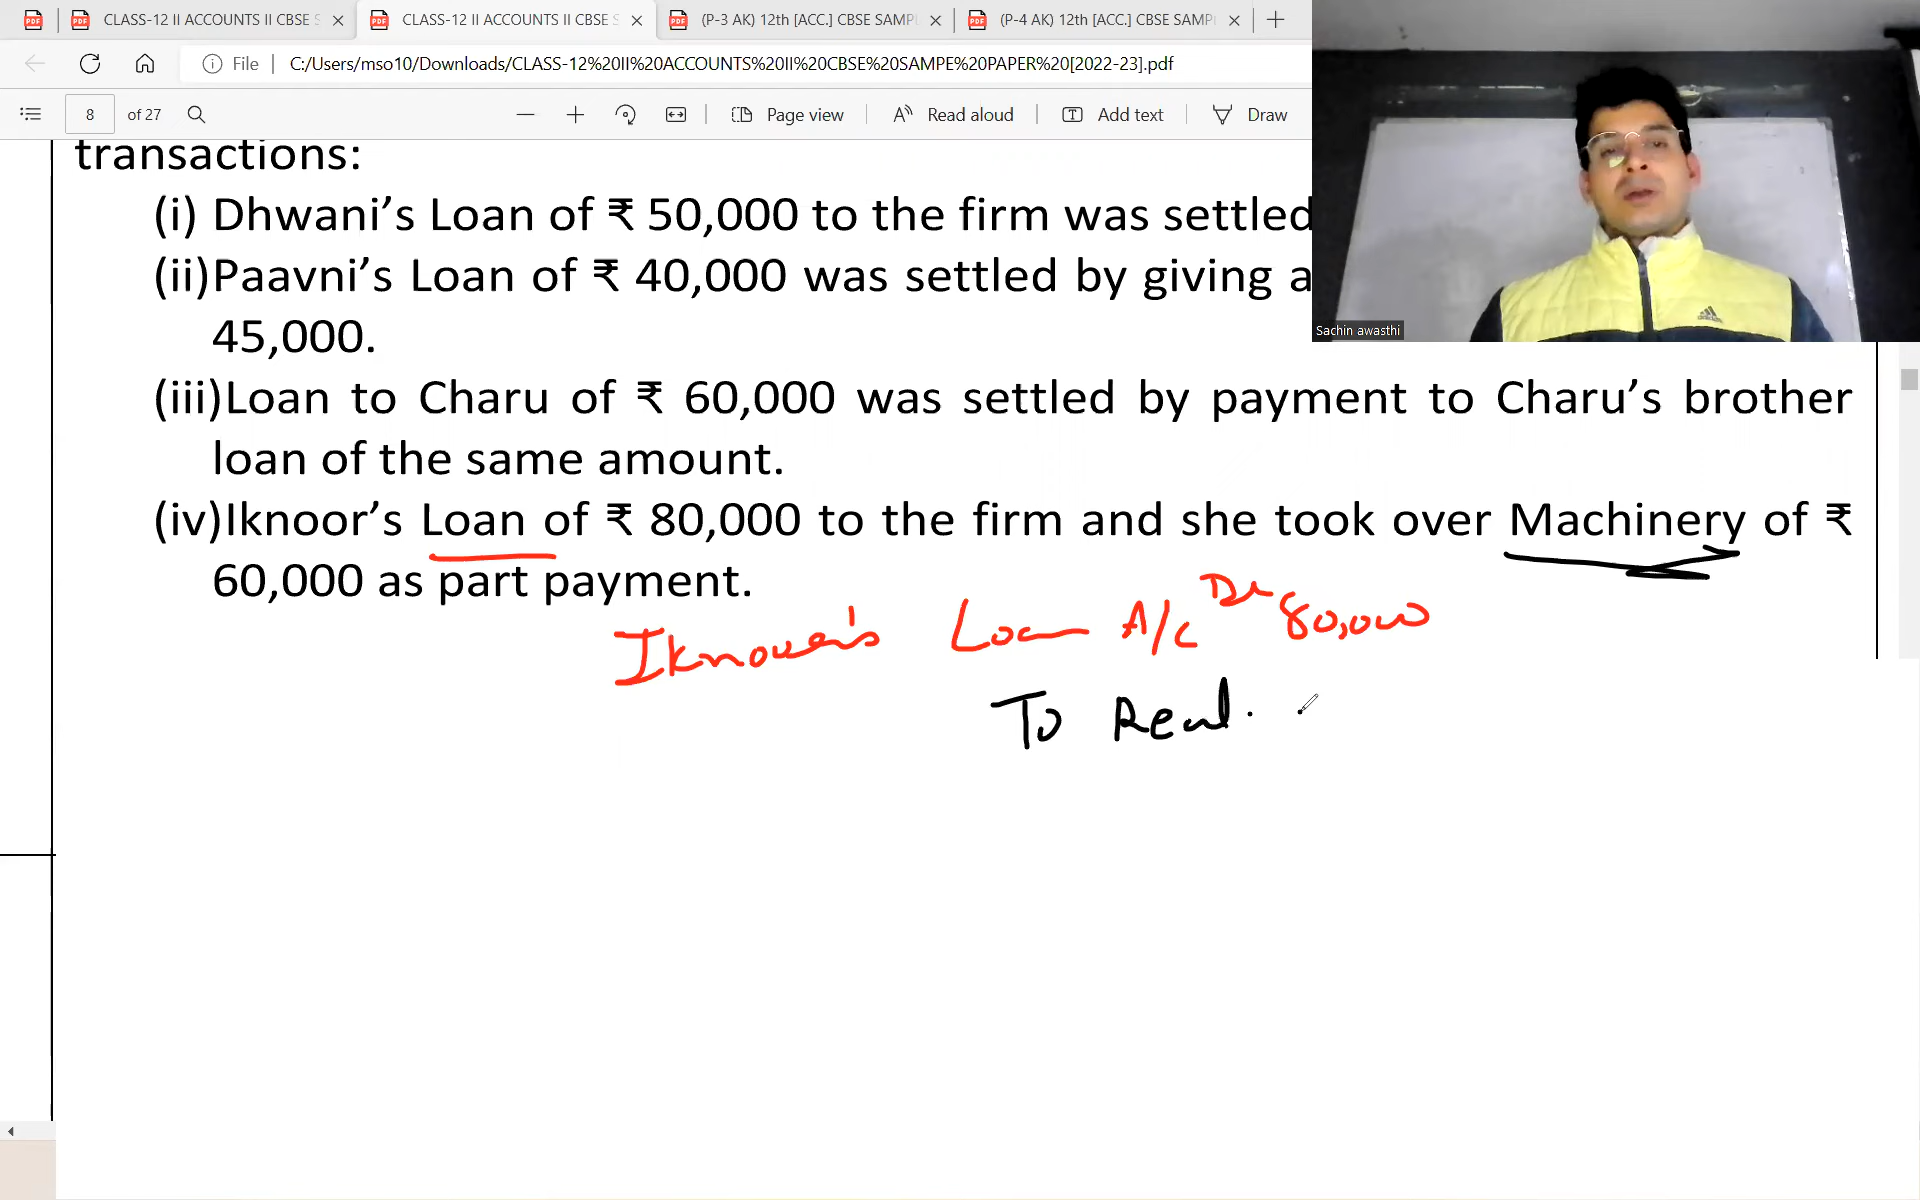 CLASS-12 II ACCOUNTS II CBSE S
CLASS-12 II ACCOUNTS II CBSE S
(P-3 AK) 12th [ACC.] CBSE SAMPL
(P-4 AK) 12th [ACC.] CBSE SAMPL
File
C:/Users/mso10/Downloads/CLASS-12%20II%20ACCOUNTS%20II%20CBSE%20SAMPE%20PAPER%20[2022-23].pdf
8 of 27
Page view
Read aloud
Add text
Draw
Sachin awasthi
transactions:
(i) Dhwani’s Loan of ₹ 50,000 to the firm was settled
(ii)Paavni’s Loan of ₹ 40,000 was settled by giving a
45,000.
(iii)Loan to Charu of ₹ 60,000 was settled by payment to Charu’s brother
loan of the same amount.
(iv)Iknoor’s Loan of ₹ 80,000 to the firm and she took over Machinery of ₹
60,000 as part payment.
Loan A/c Dr 80,000
To Real.